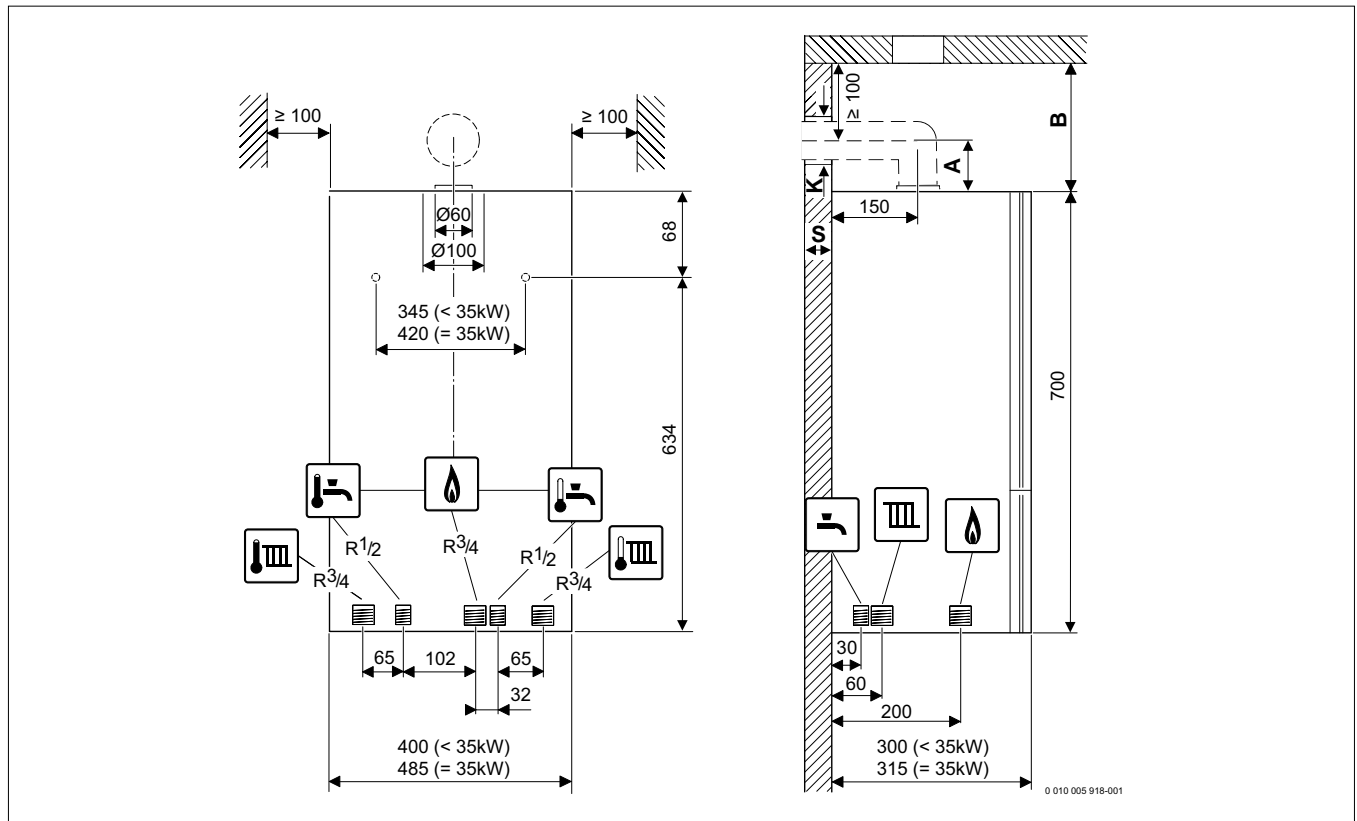 ≥ 100
≥ 100
Ø60
Ø100
345 (< 35kW)
420 (= 35kW)
68
634
R1/2
R3/4
R3/4
R1/2
R3/4
65
102
65
32
400 (< 35kW)
485 (= 35kW)
≥ 100
B
A
K
150
S
700
30
60
200
300 (< 35kW)
315 (= 35kW)
0 010 005 918-001